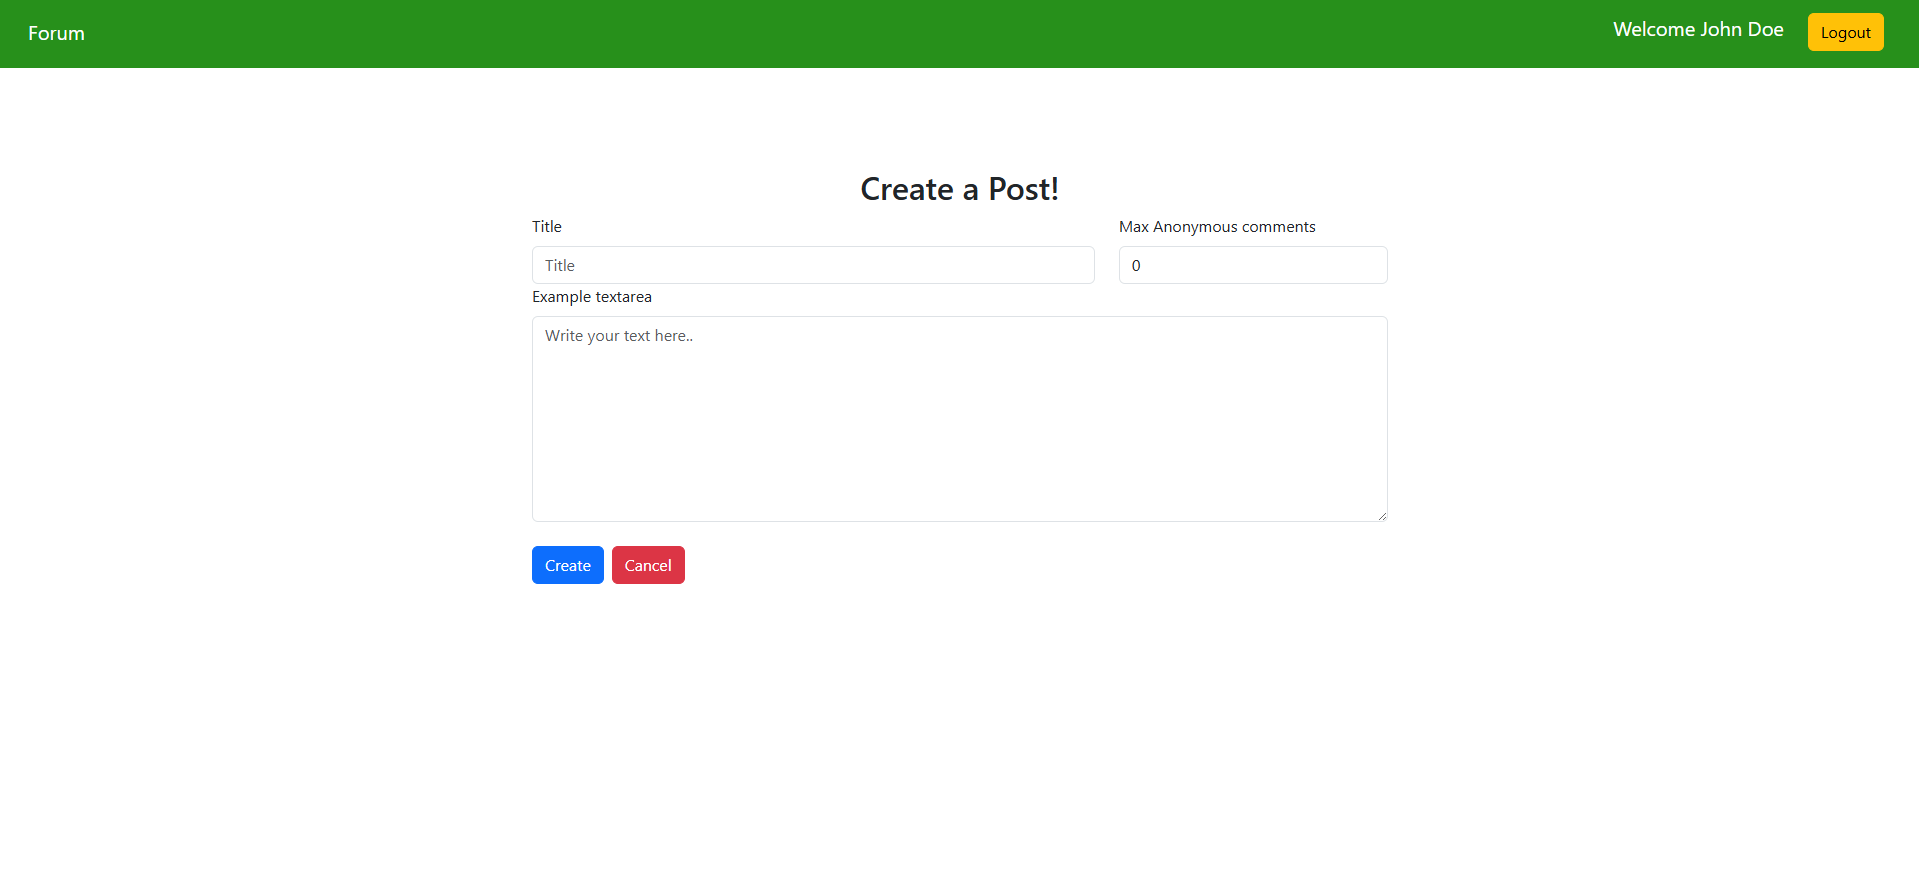 Forum
Welcome John Doe
Logout
Create a Post!
Title
Max Anonymous comments
Title
0
Example textarea
Write your text here..
Create
Cancel